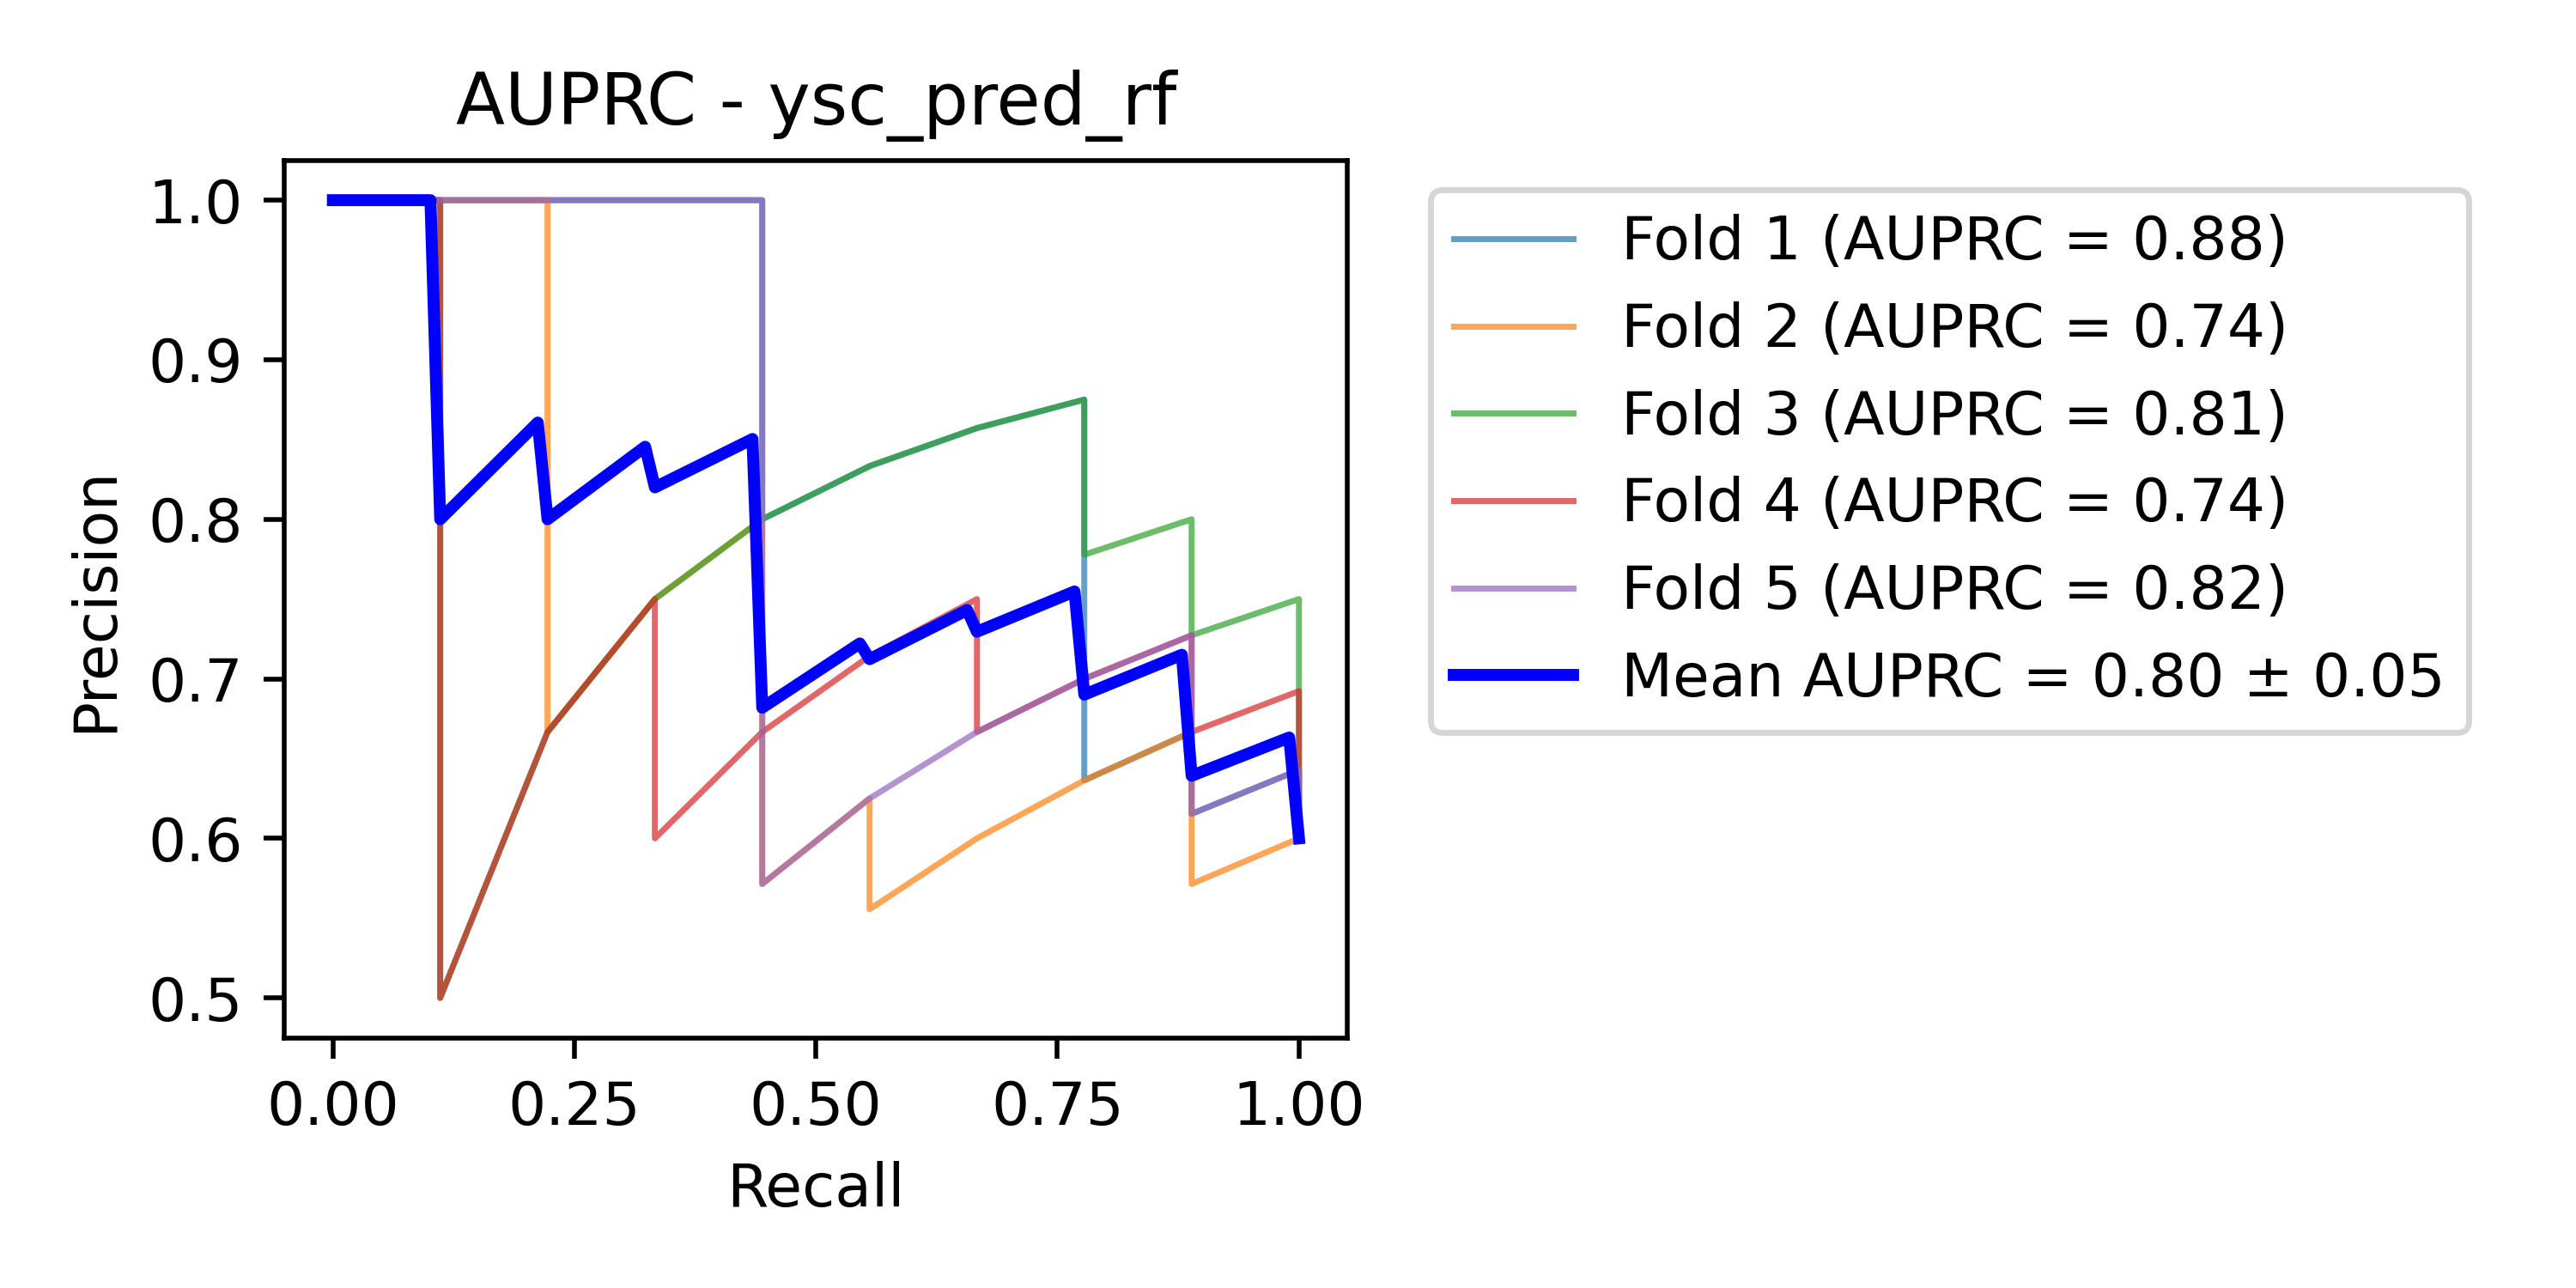 AUPRC - ysc_pred_rf
1.0
0.9
0.8
0.7
0.6
0.5
Precision
0.00 0.25 0.50 0.75 1.00
Recall
Fold 1 (AUPRC = 0.88)
Fold 2 (AUPRC = 0.74)
Fold 3 (AUPRC = 0.81)
Fold 4 (AUPRC = 0.74)
Fold 5 (AUPRC = 0.82)
Mean AUPRC = 0.80 ± 0.05